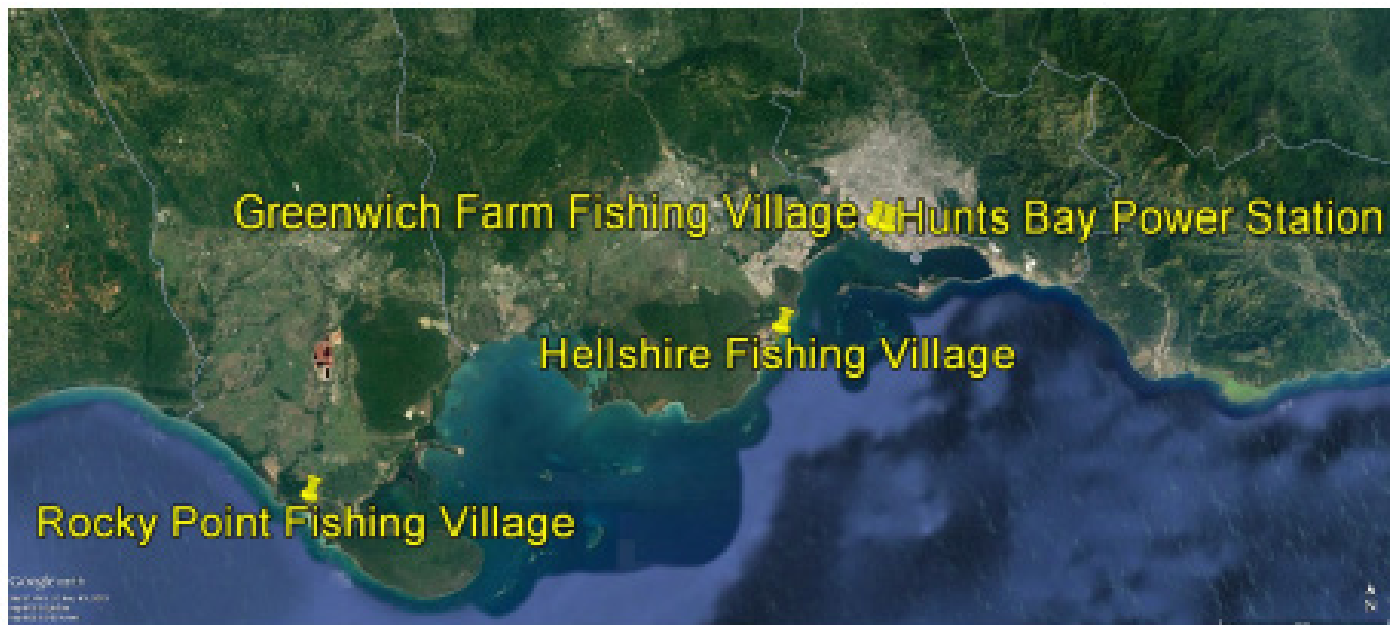 Greenwich Farm Fishing Village
Hunts Bay Power Station
Hellshire Fishing Village
Rocky Point Fishing Village
Google earth
N